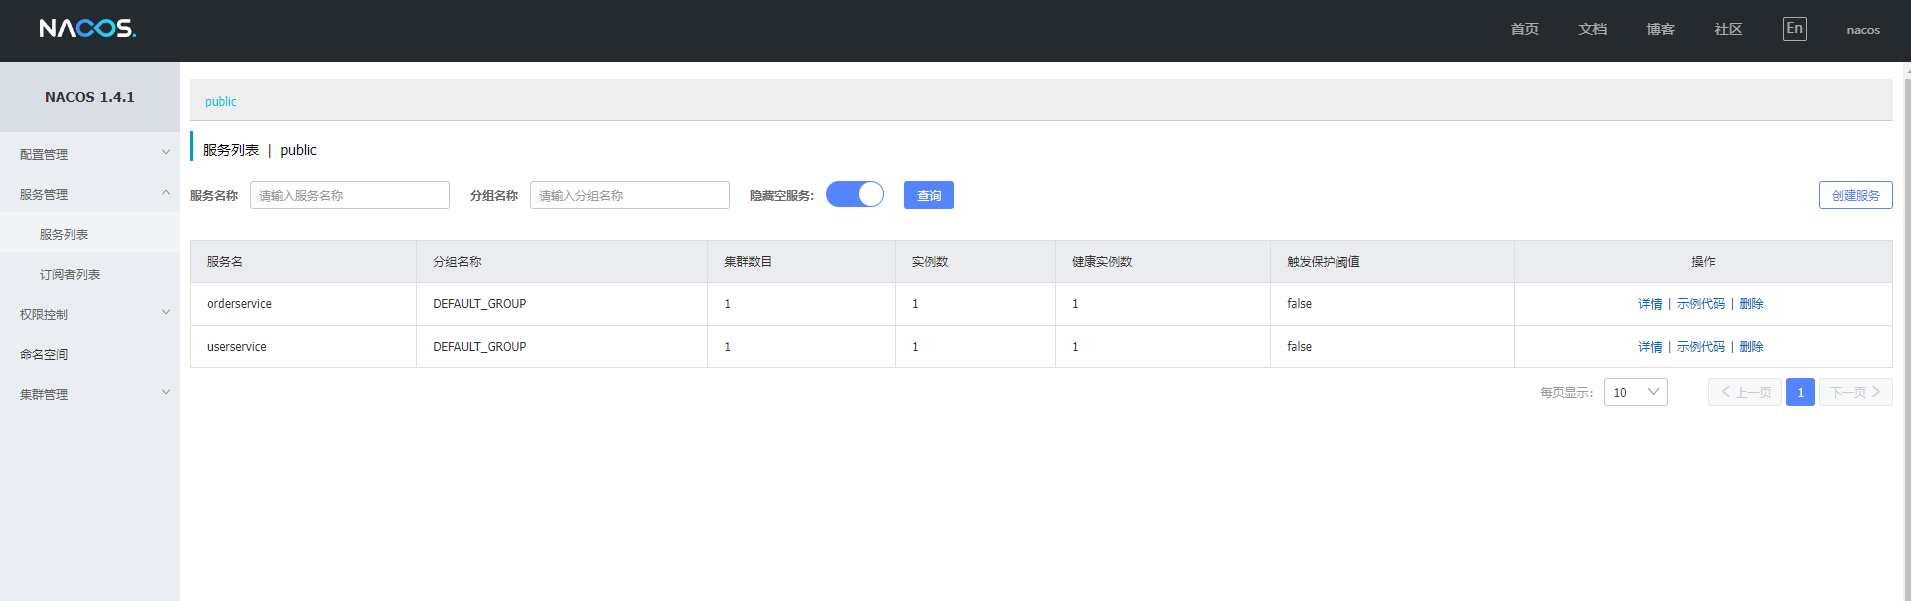 NACOS. 首页 文档 博客 社区 En nacos
NACOS 1.4.1
配置管理
服务管理
服务列表
订阅者列表
权限控制
命名空间
集群管理
public
服务列表 | public
服务名称 请输入服务名称 分组名称 请输入分组名称 隐藏空服务: 查询 创建服务
服务名 分组名称 集群数目 实例数 健康实例数 触发保护阈值 操作
orderservice DEFAULT_GROUP 1 1 1 false 详情 | 示例代码 | 删除
userservice DEFAULT_GROUP 1 1 1 false 详情 | 示例代码 | 删除
每页显示: 10 上一页 1 下一页